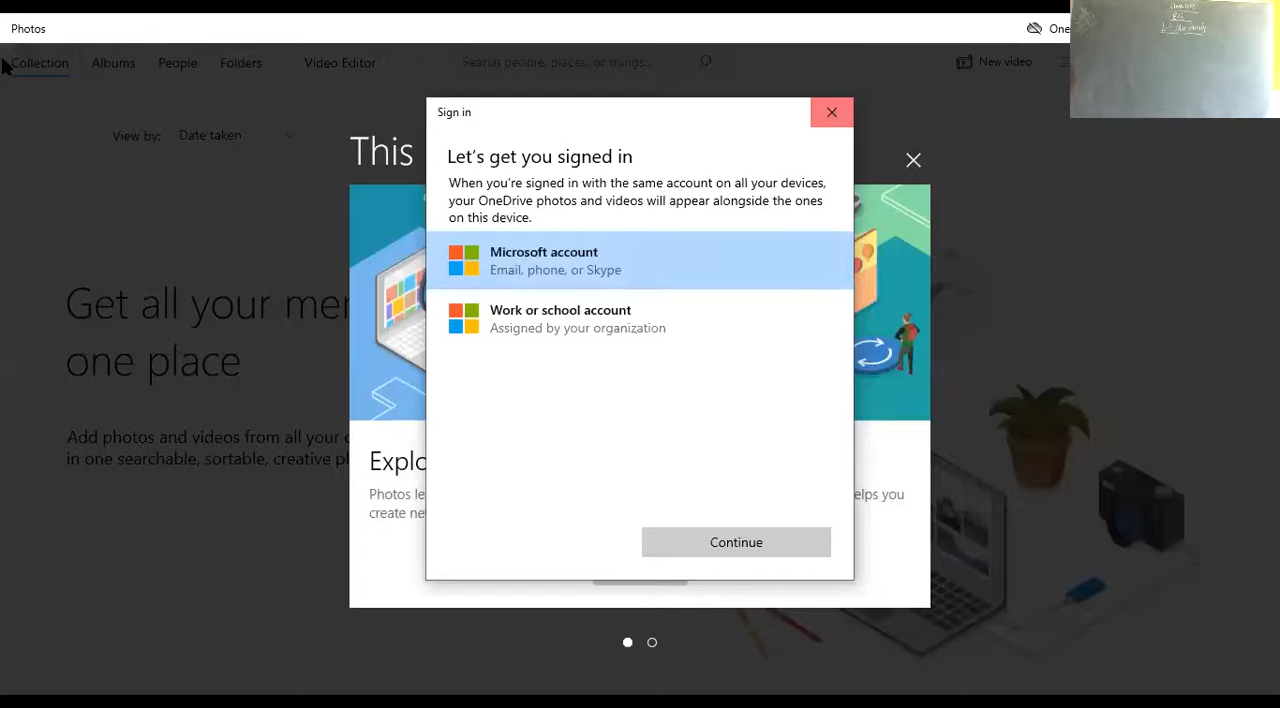 Photos
One
Collection
Albums
People
Folders
Video Editor
Search people, places, or things...
New video
View by:
Date taken
This
Get all your mer
one place
Add photos and videos from all your
in one searchable, sortable, creative pl
Sign in
Let's get you signed in
When you're signed in with the same account on all your devices,
your OneDrive photos and videos will appear alongside the ones
on this device.
Microsoft account
Email, phone, or Skype
Work or school account
Assigned by your organization
Continue
Explo
Photos le
elps you
create ne